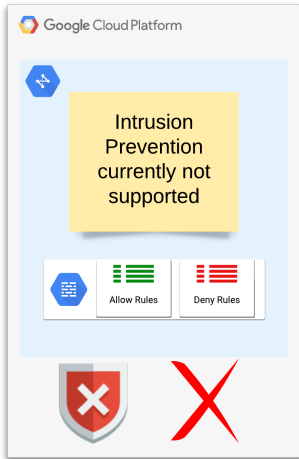 Google Cloud Platform
Intrusion
Prevention
currently not
supported
Allow Rules
Deny Rules